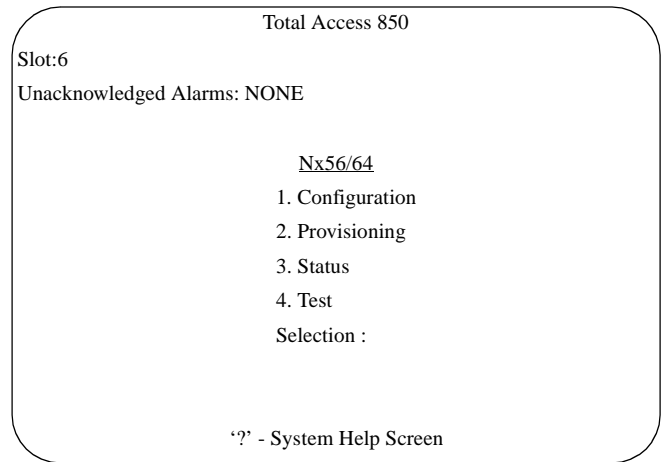 Total Access 850
Slot:6
Unacknowledged Alarms: NONE
Nx56/64
1. Configuration
2. Provisioning
3. Status
4. Test
Selection :
‘?’ - System Help Screen